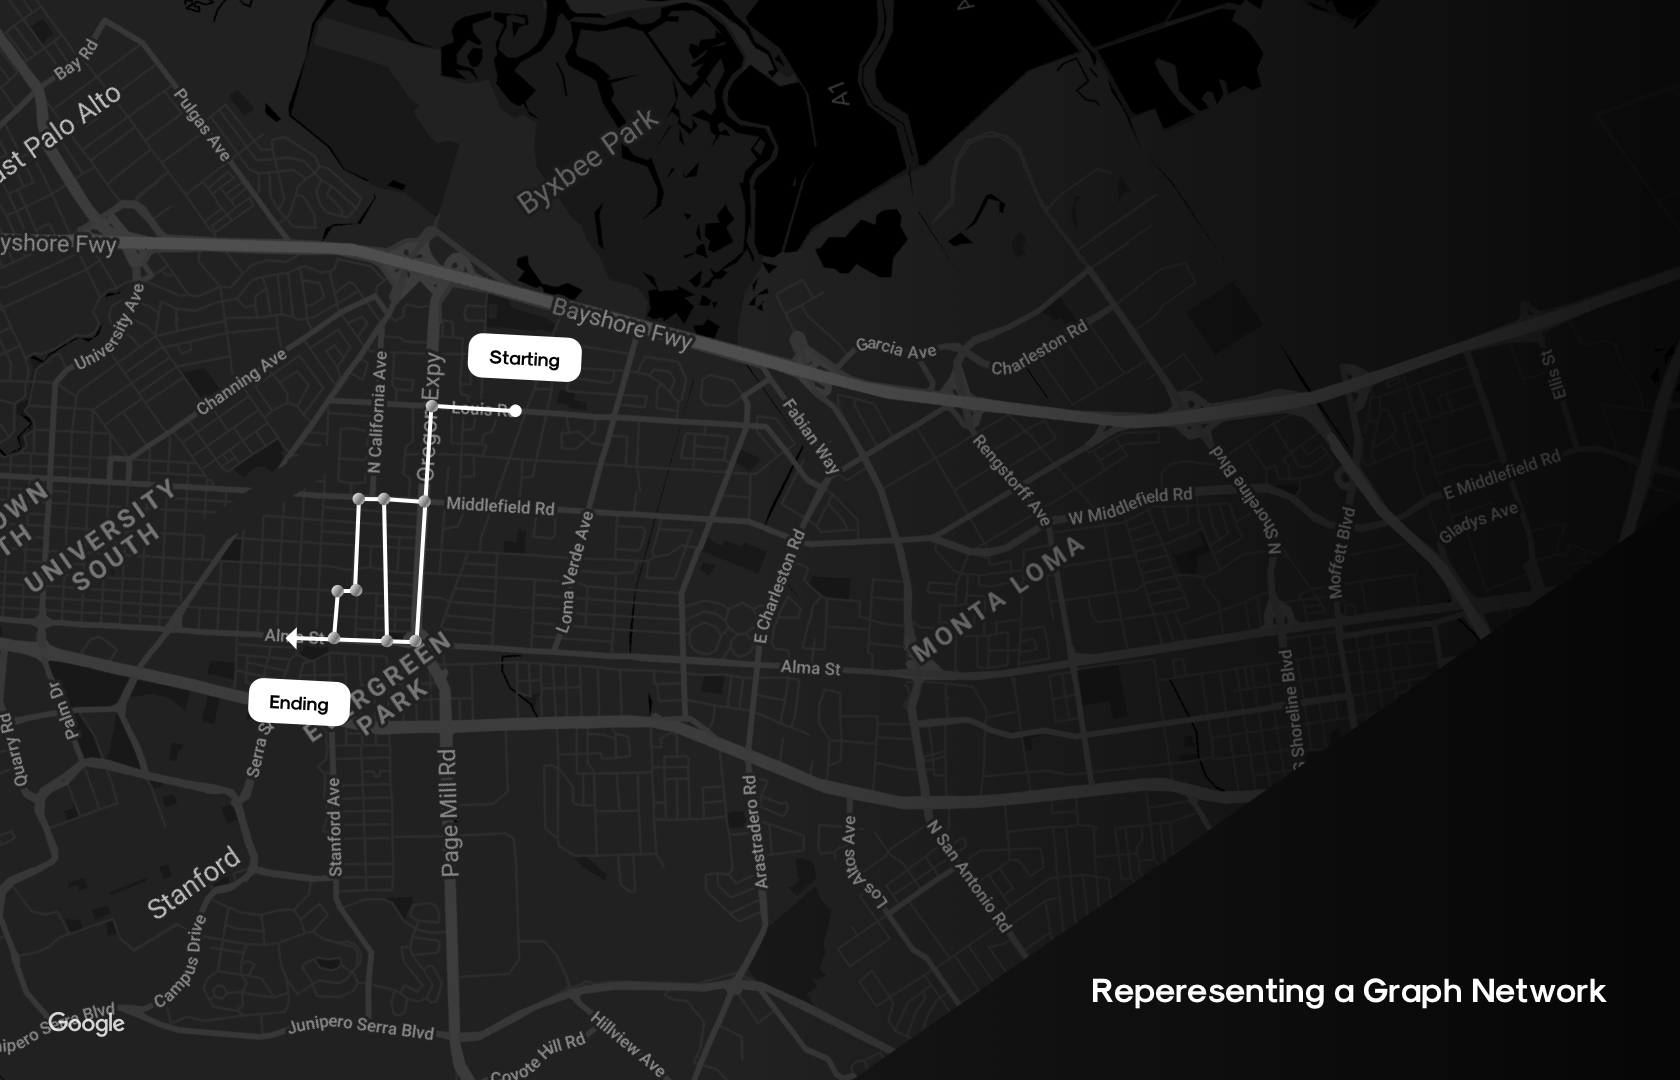 Bay Rd
ast Palo Alto
Pulgas Ave
Byxbee Park
A1
yshore Fwy
University Ave
Bayshore Fwy
Channing Ave
N California Ave
Oregon Expy
Starting
Garcia Ave
Charleston Rd
Ellis St
Louis R
Fabian Way
Rengstorff Ave
N Shoreline Blvd
E Middlefield Rd
Gladys Ave
OWN
TH
UNIVERSITY
SOUTH
Middlefield Rd
W Middlefield Rd
Loma Verde Ave
E Charleston Rd
Moffett Blvd
MONTA LOMA
Alma St
Alma St
E RGREEN
PARK
Ending
Palm Dr
Quarry Rd
Serra S
S Shoreline Blvd
Stanford Ave
Page Mill Rd
Arastradero Rd
Los Altos Ave
N San Antonio Rd
Stanford
Campus Drive
Reperesenting a Graph Network
nipero Serra Blvd
Google
Junipero Serra Blvd
Coyote Hill Rd
Hillview Ave